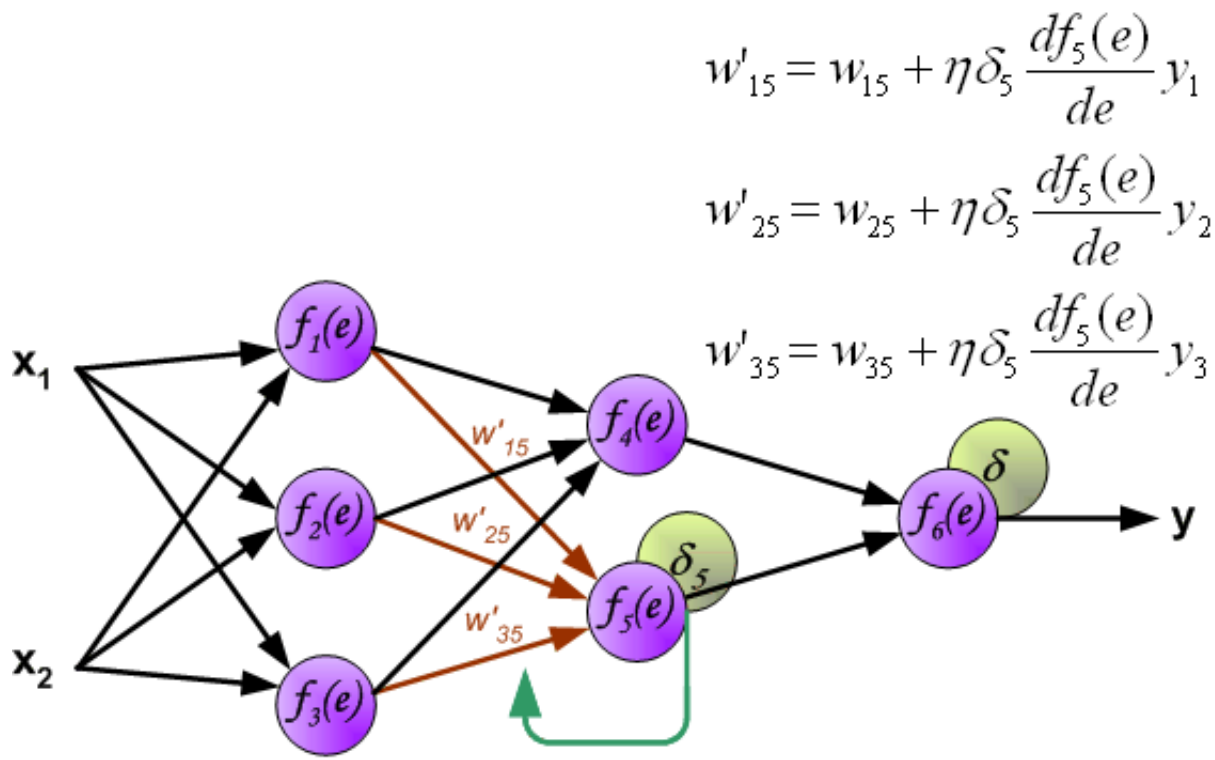 w'₁₅ = w₁₅ + ηδ₅ df₅(e)/de y₁
w'₂₅ = w₂₅ + ηδ₅ df₅(e)/de y₂
w'₃₅ = w₃₅ + ηδ₅ df₅(e)/de y₃
f₁(e)
x₁
f₄(e)
w'₁₅
δ
f₂(e)
w'₂₅
f₆(e)
y
δ₅
f₅(e)
w'₃₅
x₂
f₃(e)